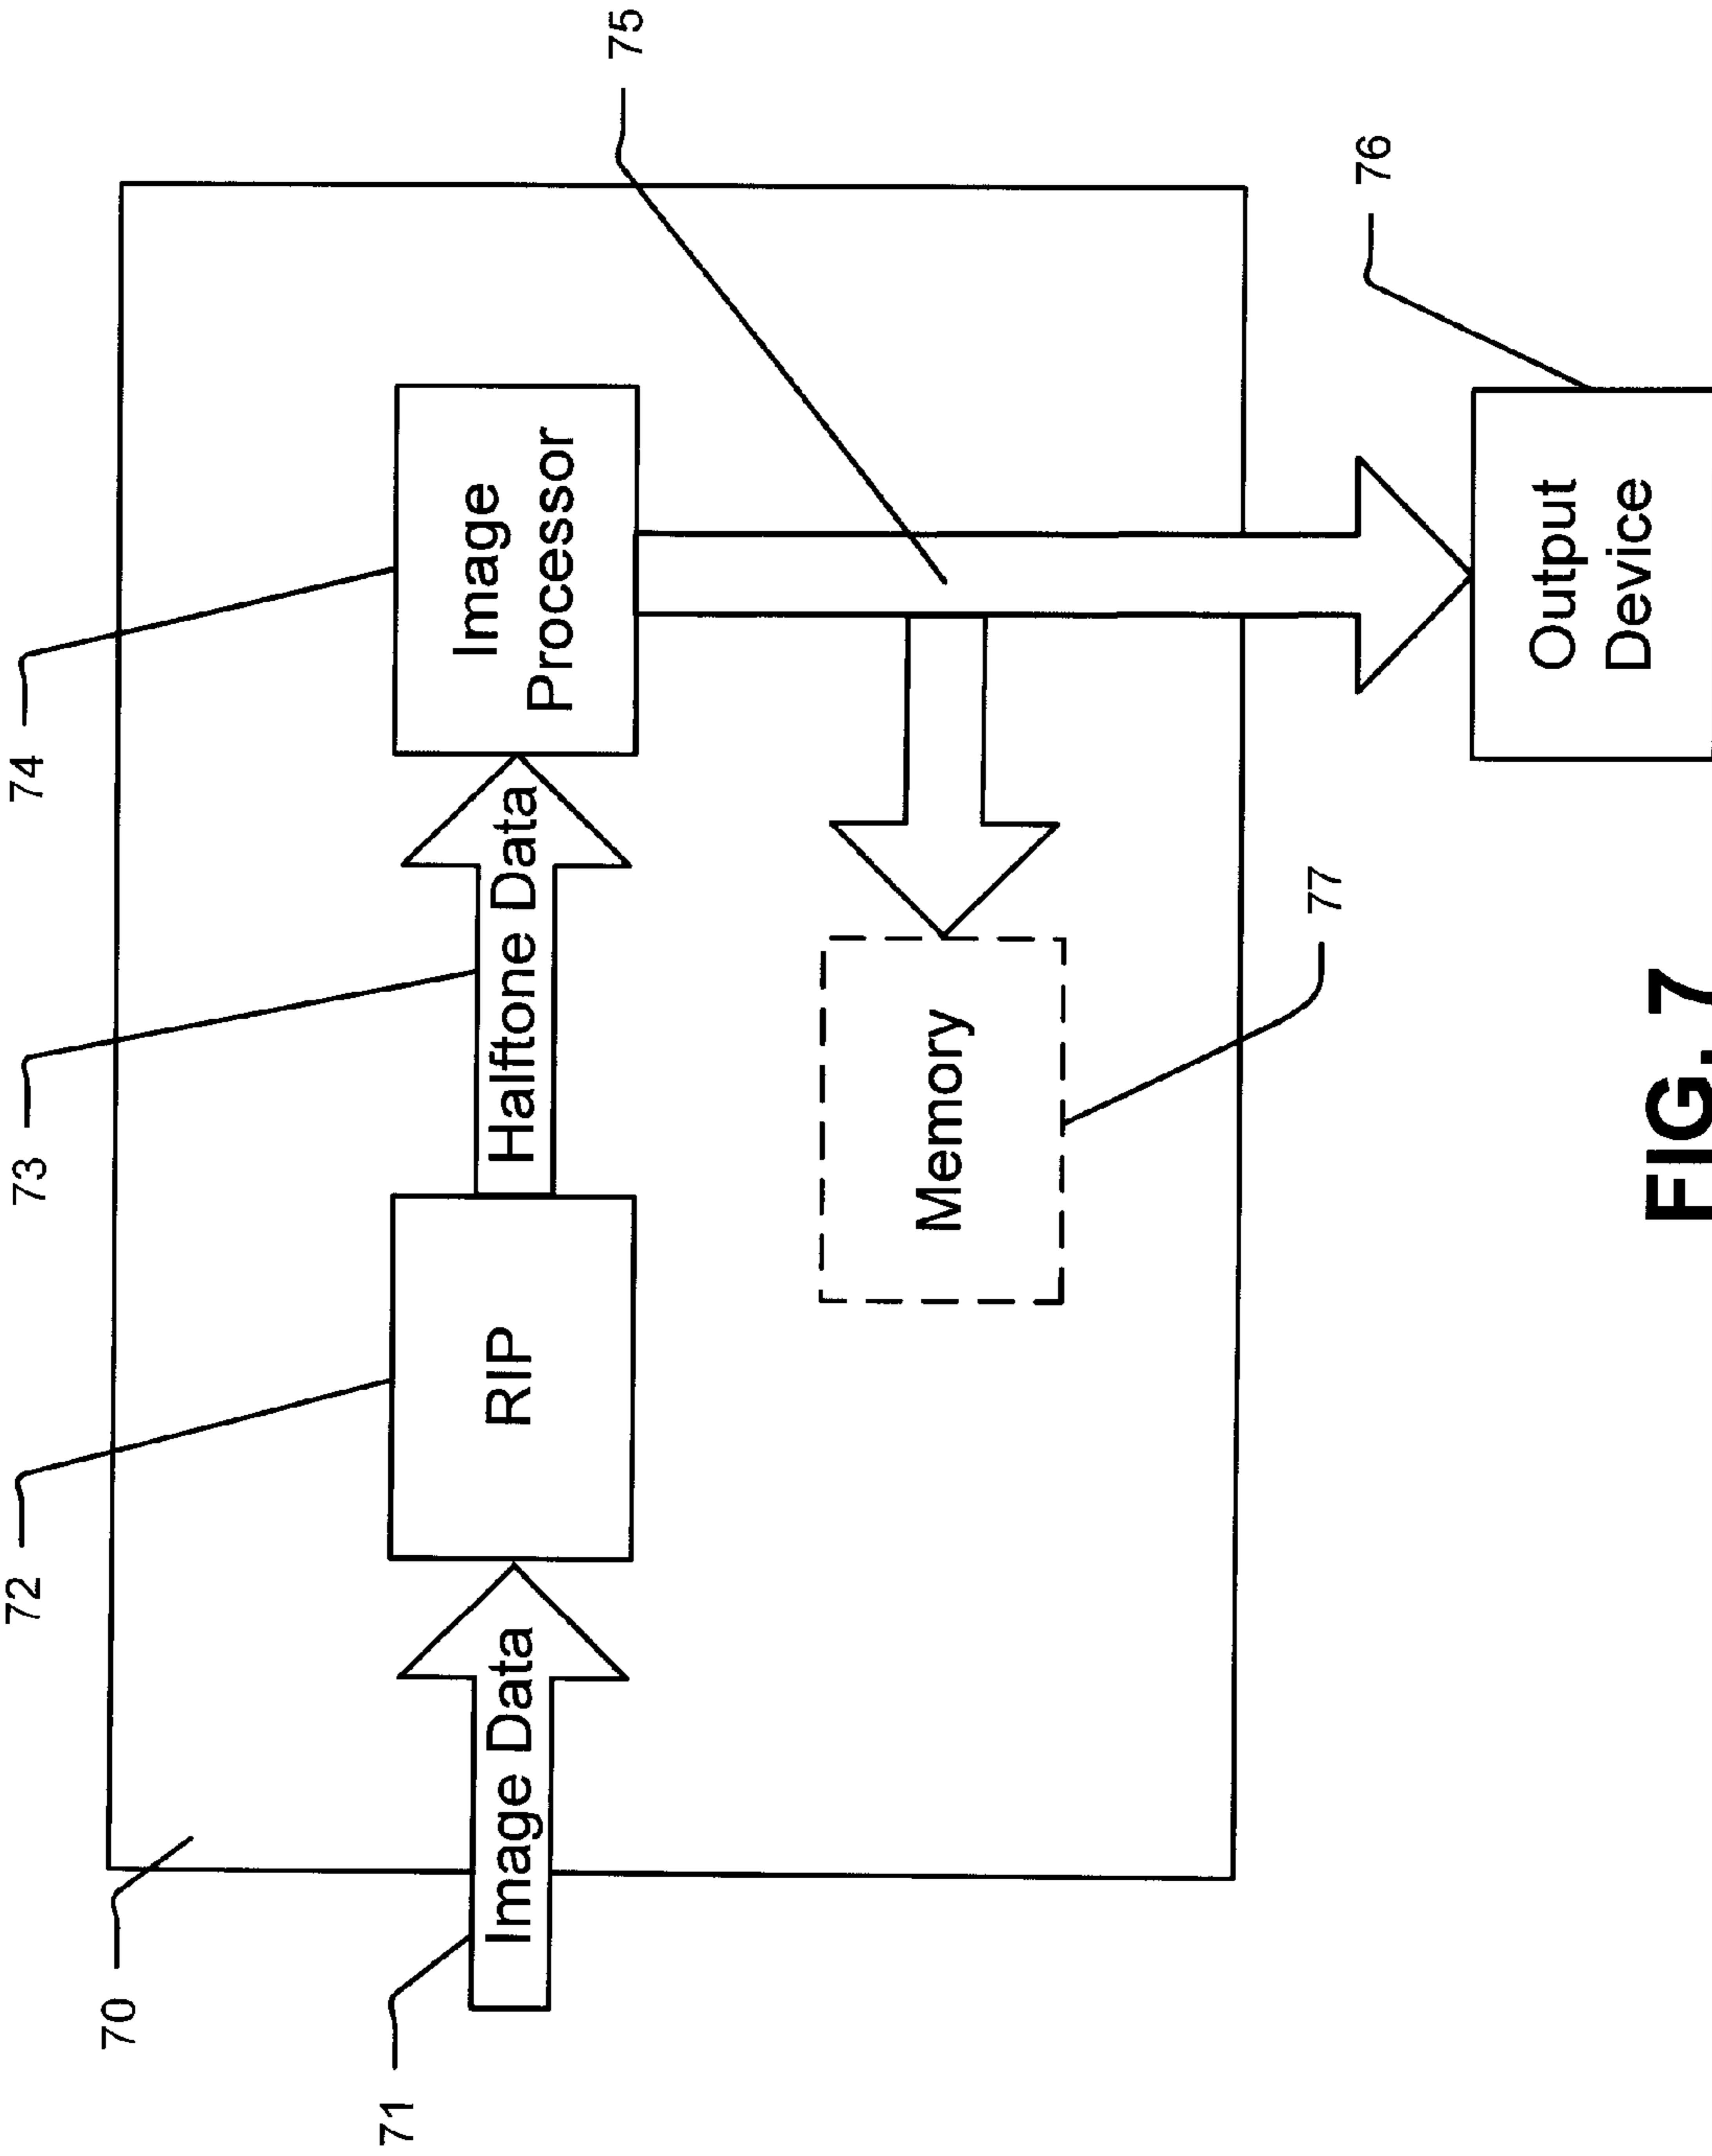 70
71
Image Data
72
RIP
73
Halftone Data
74
Image
Processor
75
Memory
77
Output
Device
76
FIG. 7